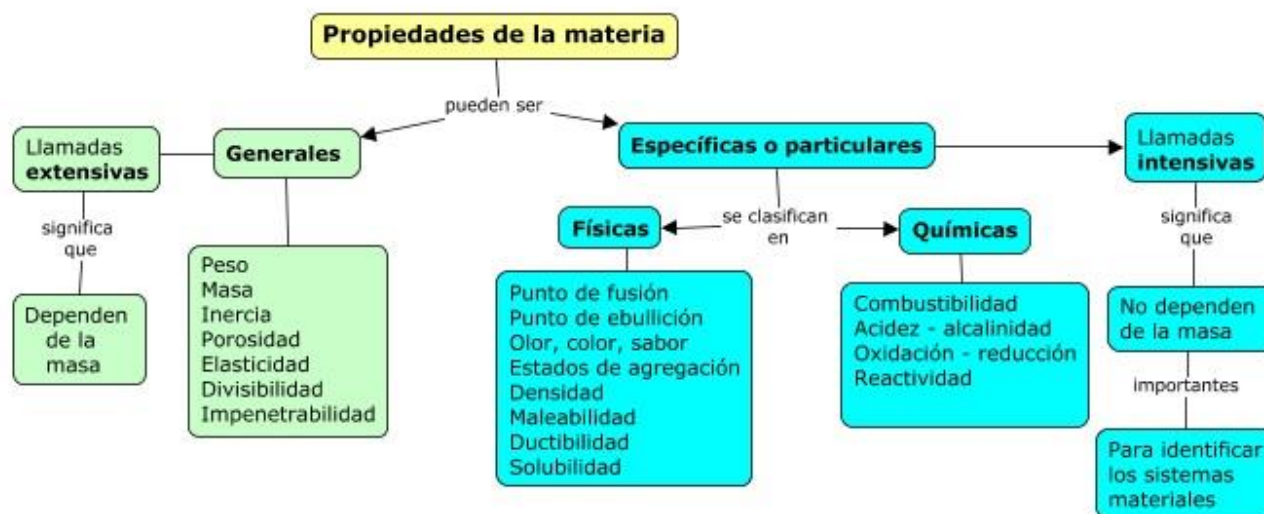 Propiedades de la materia
pueden ser
Llamadas
extensivas
Generales
Específicas o particulares
Llamadas
intensivas
significa
que
Peso
Masa
Inercia
Porosidad
Elasticidad
Divisibilidad
Impenetrabilidad
Dependen
de la
masa
se clasifican
en
Físicas
Químicas
Punto de fusión
Punto de ebullición
Olor, color, sabor
Estados de agregación
Densidad
Maleabilidad
Ductibilidad
Solubilidad
Combustibilidad
Acidez - alcalinidad
Oxidación - reducción
Reactividad
significa
que
No dependen
de la masa
importantes
Para identificar
los sistemas
materiales